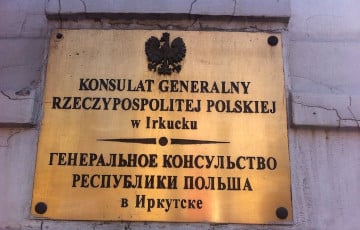 KONSULAT GENERALNY
RZECZYPOSPOLITEJ POLSKIEJ
w Irkucku
ГЕНЕРАЛЬНОЕ КОНСУЛЬСТВО
РЕСПУБЛИКИ ПОЛЬША
в Иркутске